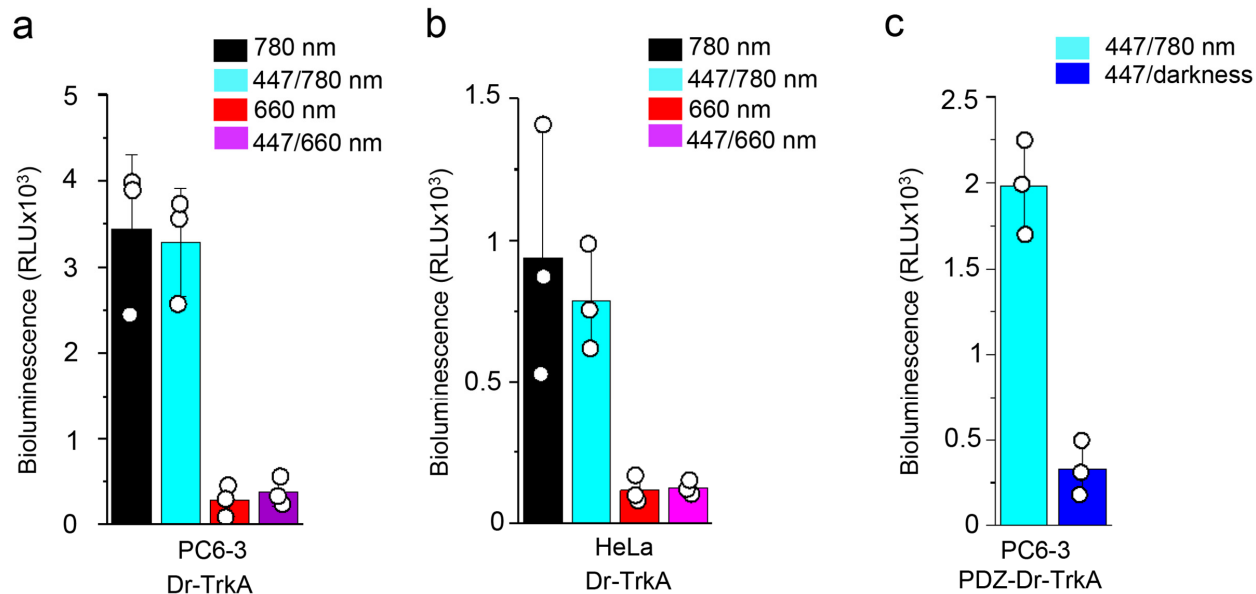 a
780 nm
447/780 nm
660 nm
447/660 nm
Bioluminescence (RLUx10³)
5
4
3
2
1
0
PC6-3
Dr-TrkA
b
780 nm
447/780 nm
660 nm
447/660 nm
Bioluminescence (RLUx10³)
1.5
1
0.5
0
HeLa
Dr-TrkA
c
447/780 nm
447/darkness
Bioluminescence (RLUx10³)
2.5
2
1.5
1
0.5
0
PC6-3
PDZ-Dr-TrkA